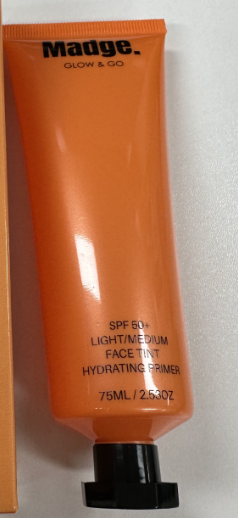 Madge.
GLOW & GO
SPF 50+
LIGHT/MEDIUM
FACE TINT
HYDRATING PRIMER
75ML / 2.53OZ